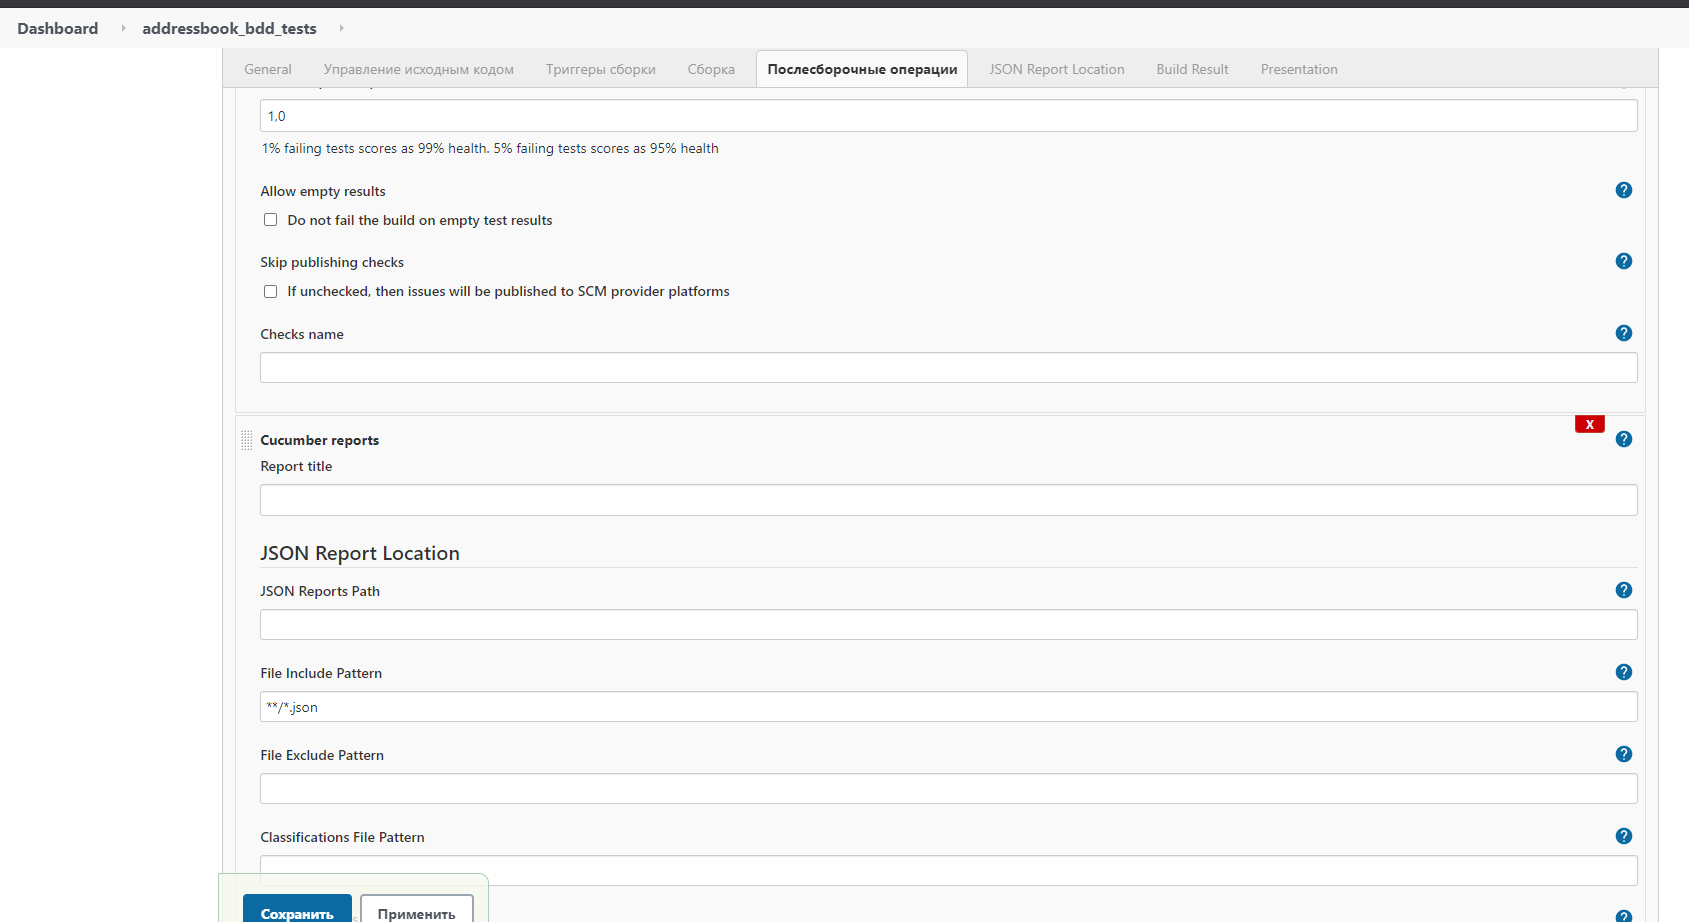 Dashboard addressbook_bdd_tests
General Управление исходным кодом Триггеры сборки Сборка Послесборочные операции JSON Report Location Build Result Presentation
1,0
1% failing tests scores as 99% health. 5% failing tests scores as 95% health
Allow empty results
Do not fail the build on empty test results
Skip publishing checks
If unchecked, then issues will be published to SCM provider platforms
Checks name
X
Cucumber reports
Report title
JSON Report Location
JSON Reports Path
File Include Pattern
**/*.json
File Exclude Pattern
Classifications File Pattern
Сохранить Применить